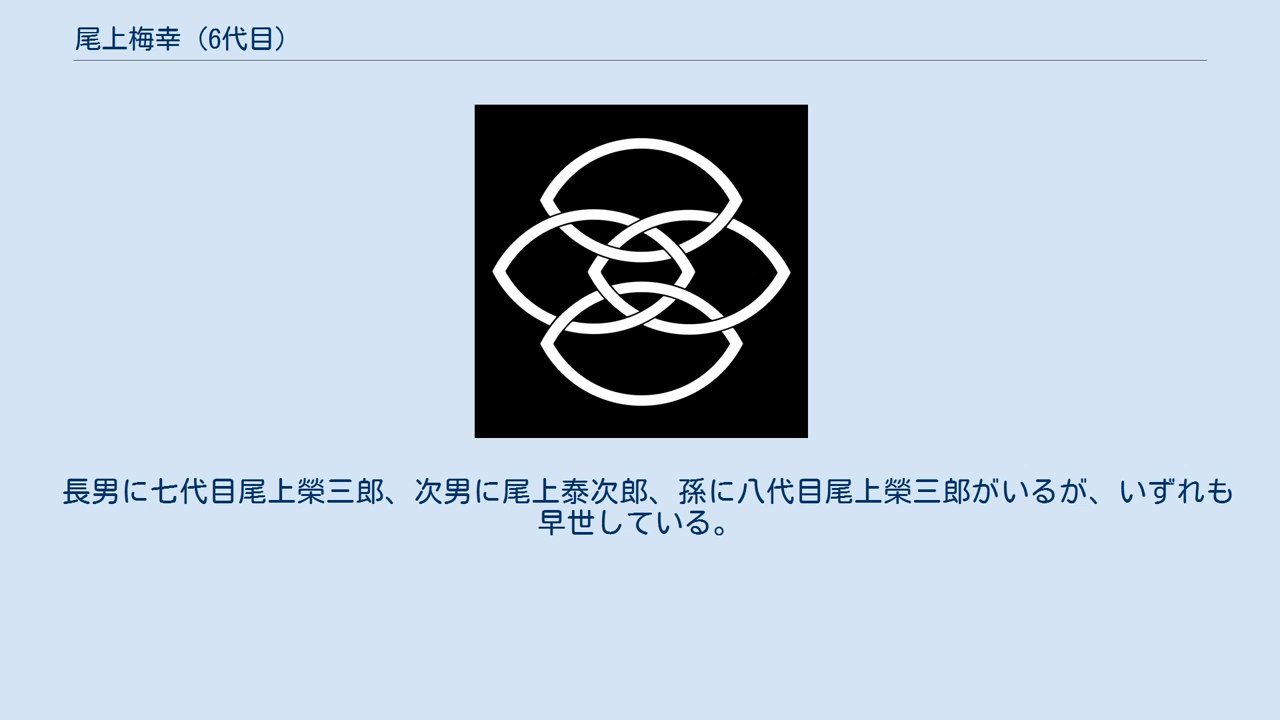 尾上梅幸（6代目）
長男に七代目尾上榮三郎、次男に尾上泰次郎、孫に八代目尾上榮三郎がいるが、いずれも
早世している。